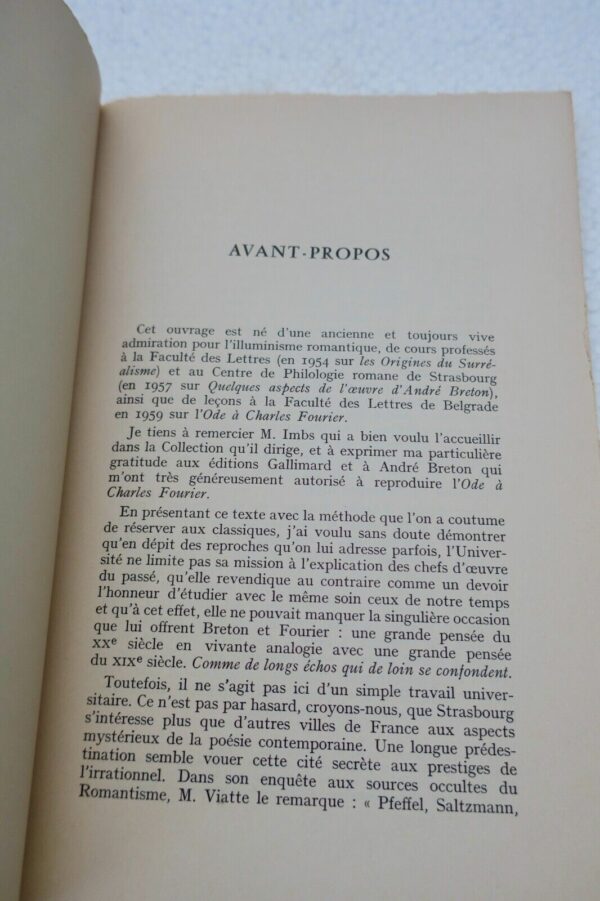 AVANT-PROPOS
Cet ouvrage est né d'une ancienne et toujours vive
admiration pour l'illuminisme romantique, de cours professés
à la Faculté des Lettres (en 1954 sur les Origines du Surré-
alisme) et au Centre de Philologie romane de Strasbourg
(en 1957 sur Quelques aspects de l'œuvre d'André Breton),
ainsi que de leçons à la Faculté des Lettres de Belgrade
en 1959 sur l'Ode à Charles Fourier.
Je tiens à remercier M. Imbs qui a bien voulu l'accueillir
dans la Collection qu'il dirige, et à exprimer ma particulière
gratitude aux éditions Gallimard et à André Breton qui
m'ont très généreusement autorisé à reproduire l'Ode à
Charles Fourier.
En présentant ce texte avec la méthode que l'on a coutume
de réserver aux classiques, j'ai voulu sans doute démontrer
qu'en dépit des reproches qu'on lui adresse parfois, l'Univer-
sité ne limite pas sa mission à l'explication des chefs d'œuvre
du passé, qu'elle revendique au contraire comme un devoir
l'honneur d'étudier avec le même soin ceux de notre temps
et qu'à cet effet, elle ne pouvait manquer la singulière occasion
que lui offrent Breton et Fourier : une grande pensée du
XXe siècle en vivante analogie avec une grande pensée
du XIXe siècle. Comme de longs échos qui de loin se confondent.
Toutefois, il ne s'agit pas ici d'un simple travail univer-
sitaire. Ce n'est pas par hasard, croyons-nous, que Strasbourg
s'intéresse plus que d'autres villes de France aux aspects
mystérieux de la poésie contemporaine. Une longue prédes-
tination semble vouer cette cité secrète aux prestiges de
l'irrationnel. Dans son enquête aux sources occultes du
Romantisme, M. Viatte le remarque : « Pfeffel, Saltzmann,